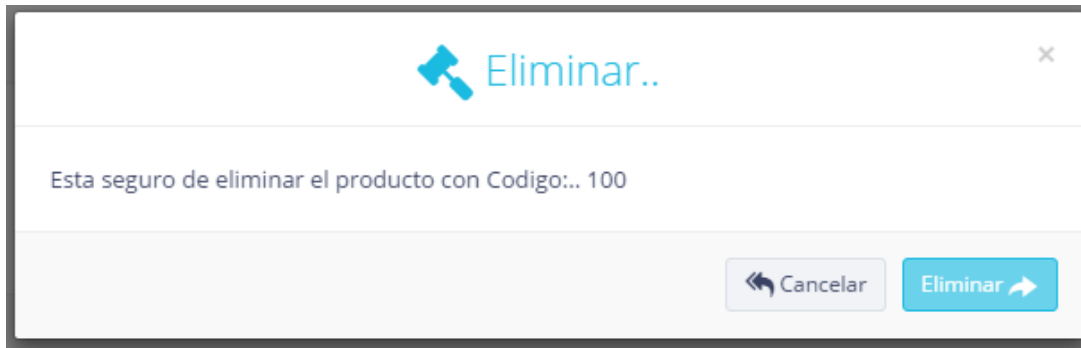 Eliminar..
×
Esta seguro de eliminar el producto con Codigo:.. 100
Cancelar
Eliminar